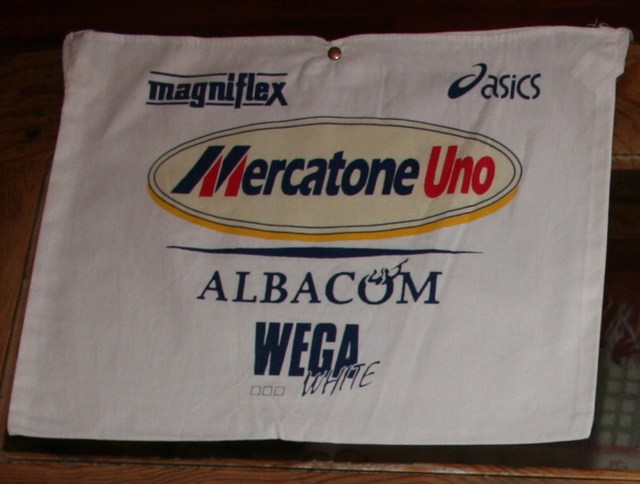 magniflex asics
Mercatone Uno
ALBACOM
WEGA
WHITE